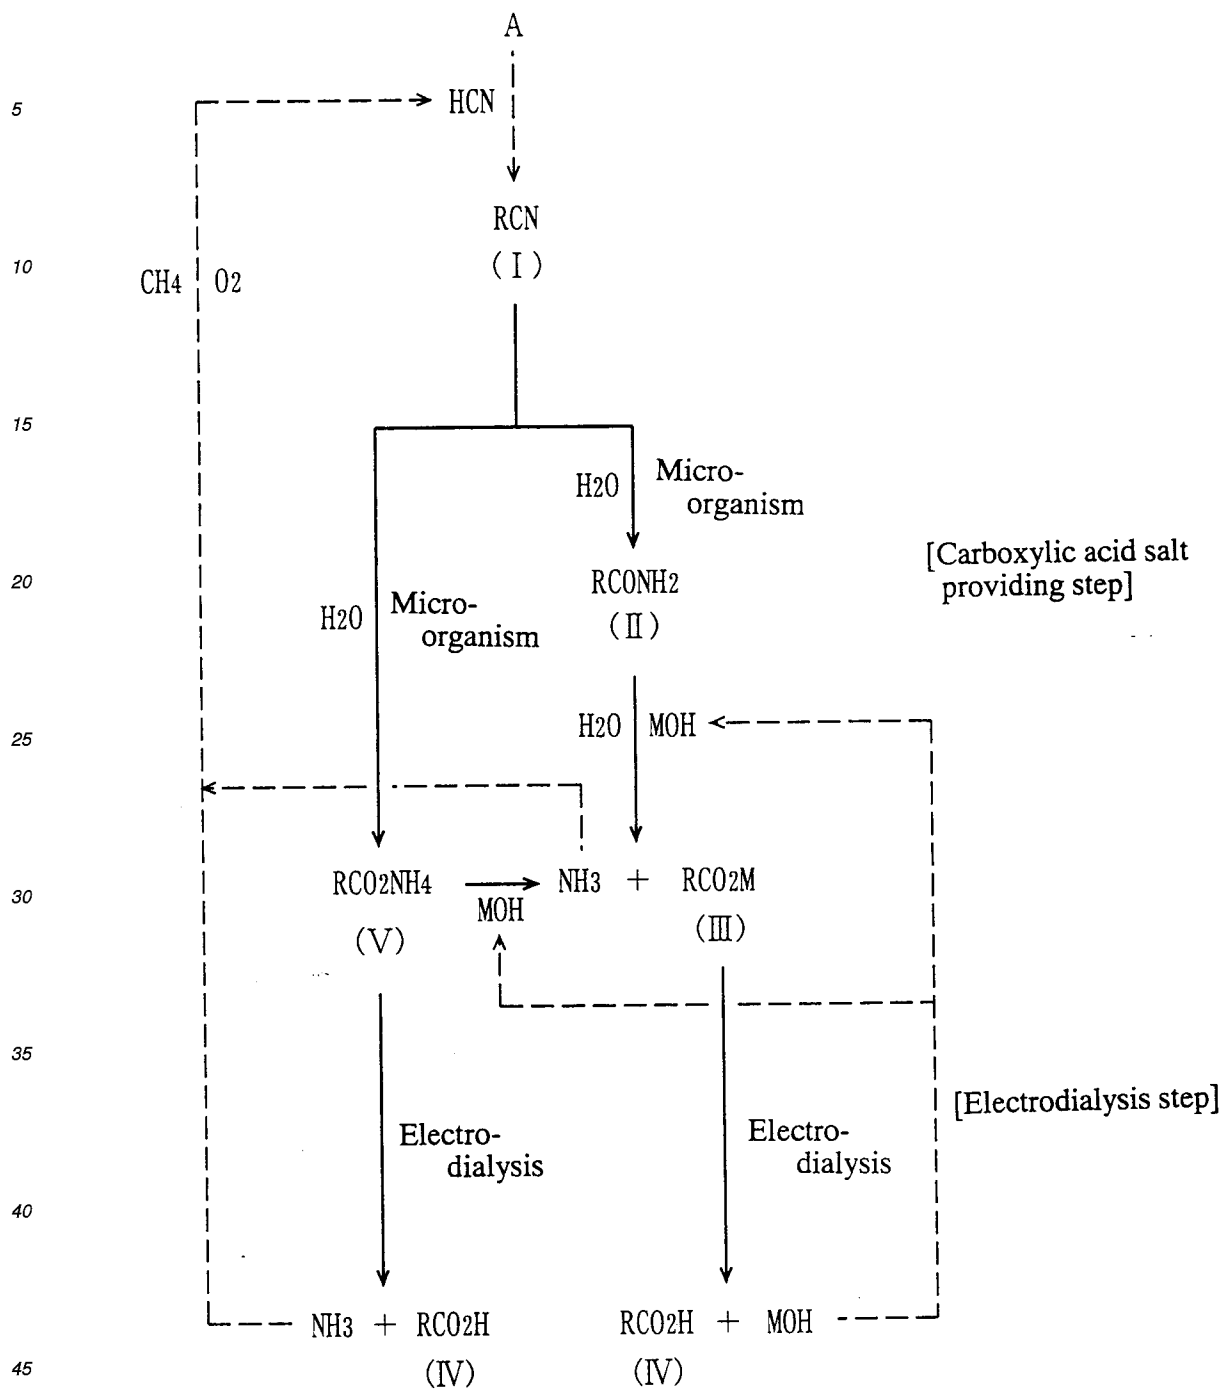 A
5
HCN
RCN
(Ⅰ)
10
CH4 O2
15
H2O Micro-
organism
[Carboxylic acid salt
providing step]
20
RCONH2
(Ⅱ)
H2O Micro-
organism
25
H2O MOH
30
RCO2NH4 NH3 + RCO2M
MOH
(Ⅴ) (Ⅲ)
35
[Electrodialysis step]
Electro-
dialysis
Electro-
dialysis
40
NH3 + RCO2H RCO2H + MOH
45
(Ⅳ) (Ⅳ)